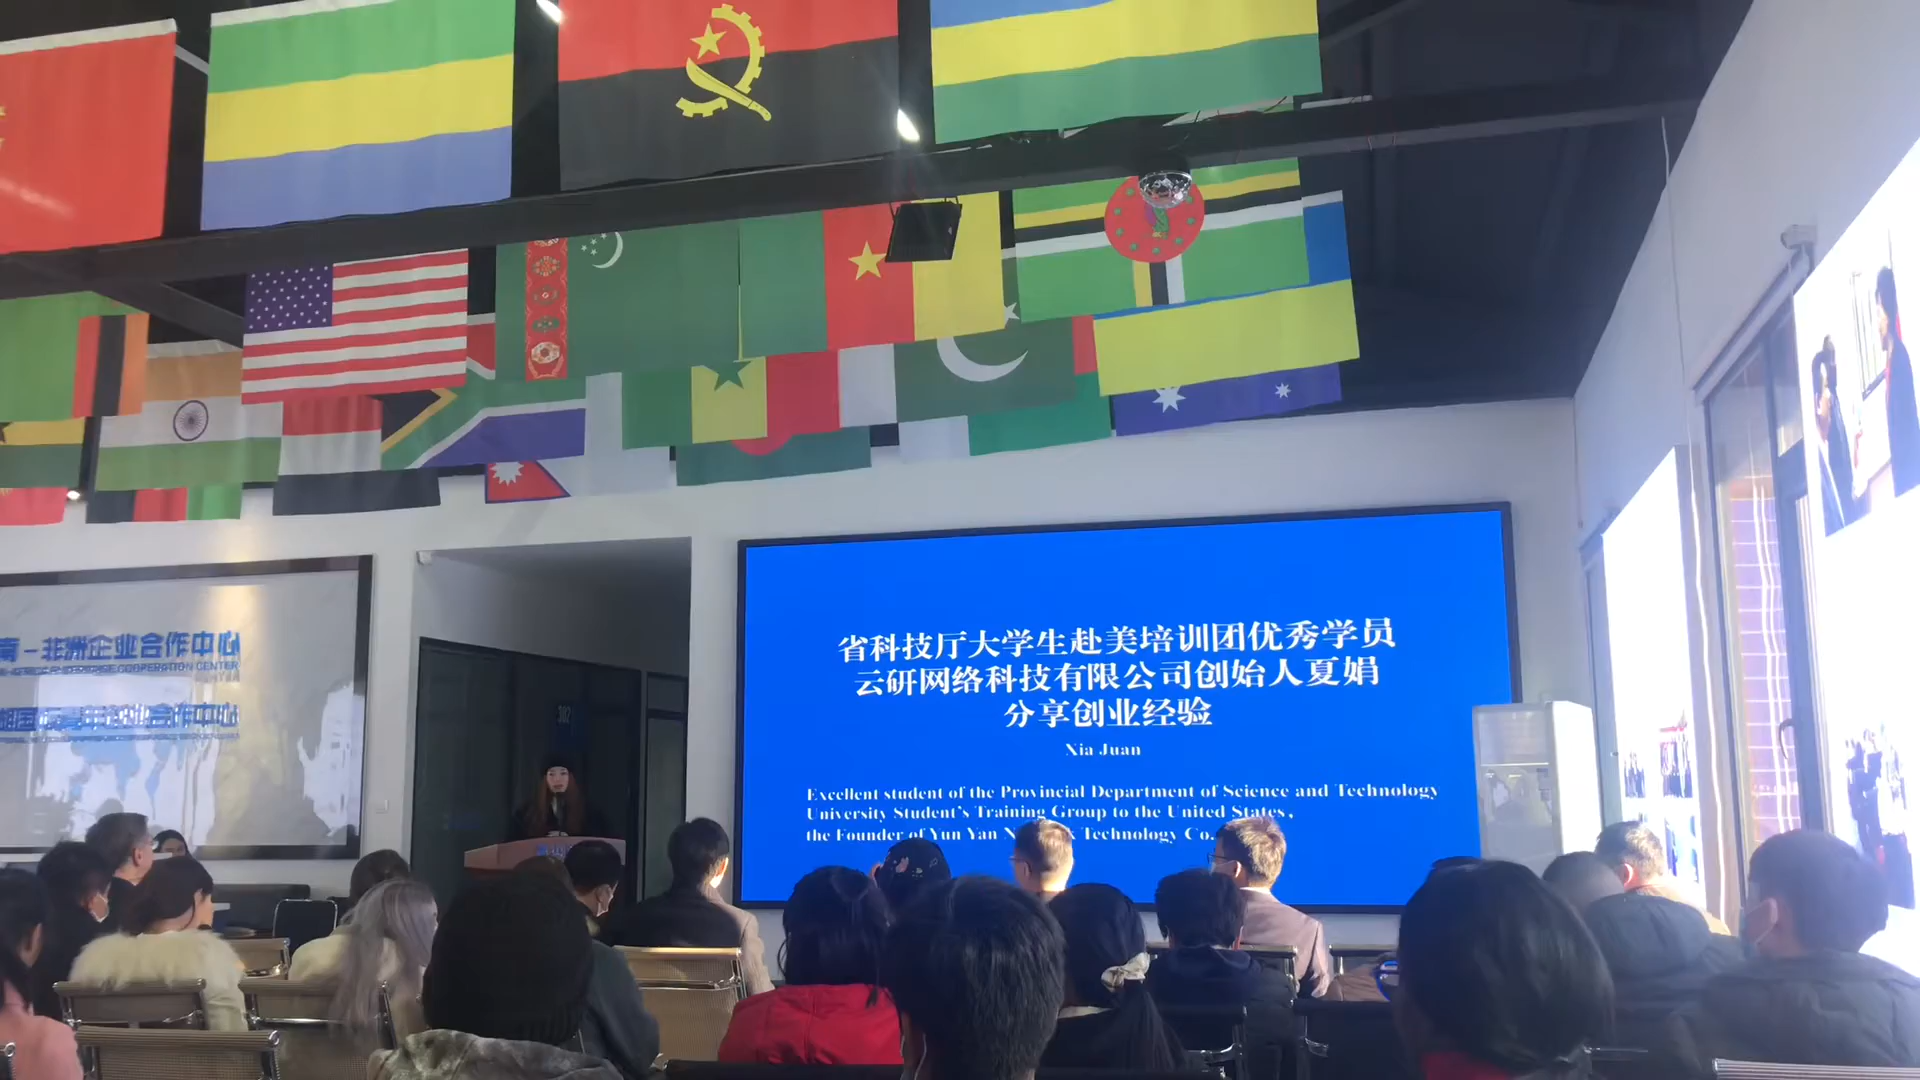 南-非洲企业合作中心
省科技厅大学生赴美培训团优秀学员
云研网络科技有限公司创始人夏娟
分享创业经验
Xia Juan
Excellent student of the Provincial Department of Science and Technology
University Student's Training Group to the United States,
the Founder of Yun Yan Technology Co.
302